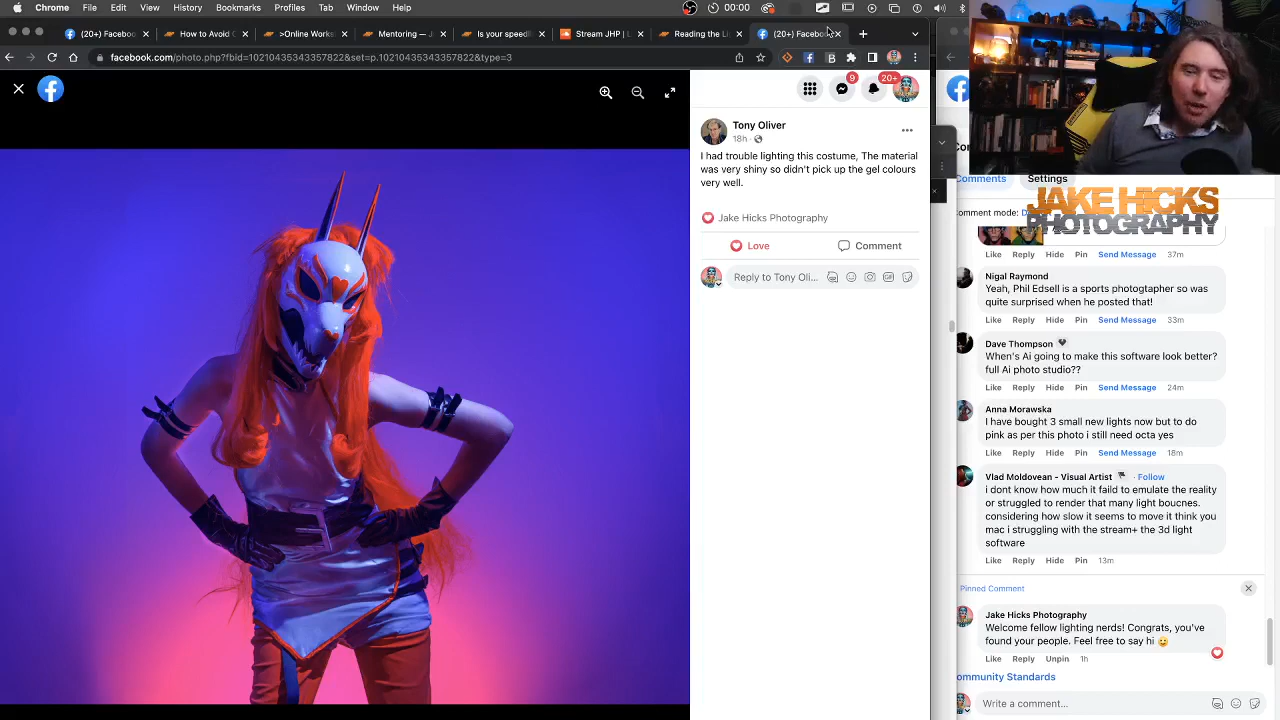 Chrome File Edit View History Bookmarks Profiles Tab Window Help
00:00
(20+) Faceboo
How to Avoid C
>Online Worke
Mentoring — J
Is your speedli
Stream JHP | L
Reading the Li
(20+) Facebook
facebook.com/photo.php?fbid=10210435343357822&set=p.10210435343357822&type=3
9
20+
Tony Oliver
18h ·
I had trouble lighting this costume, The material
was very shiny so didn't pick up the gel colours
very well.
Jake Hicks Photography
Love Comment
Reply to Tony Oli...
Comments Settings
JAKE HICKS
PHOTOGRAPHY
omment mode: D
Like Reply Hide Pin Send Message 37m
Nigal Raymond
Yeah, Phil Edsell is a sports photogtapher so was
quite surprised when he posted that!
Like Reply Hide Pin Send Message 33m
Dave Thompson
When's Ai going to make this software look better?
full Ai photo studio??
Like Reply Hide Pin Send Message 24m
Anna Morawska
I have bought 3 small new lights now but to do
pink as per this photo i still need octa yes
Like Reply Hide Pin Send Message 18m
Vlad Moldovean - Visual Artist · Follow
i dont know how much it faild to emulate the reality
or struggled to render that many light boucnes.
considering how slow it seems to move it think you
mac i struggling with the stream+ the 3d light
software
Like Reply Hide Pin 13m
Pinned Comment
Jake Hicks Photography
Welcome fellow lighting nerds! Congrats, you've
found your people. Feel free to say hi 😊
Like Reply Unpin 1h
ommunity Standards
Write a comment...